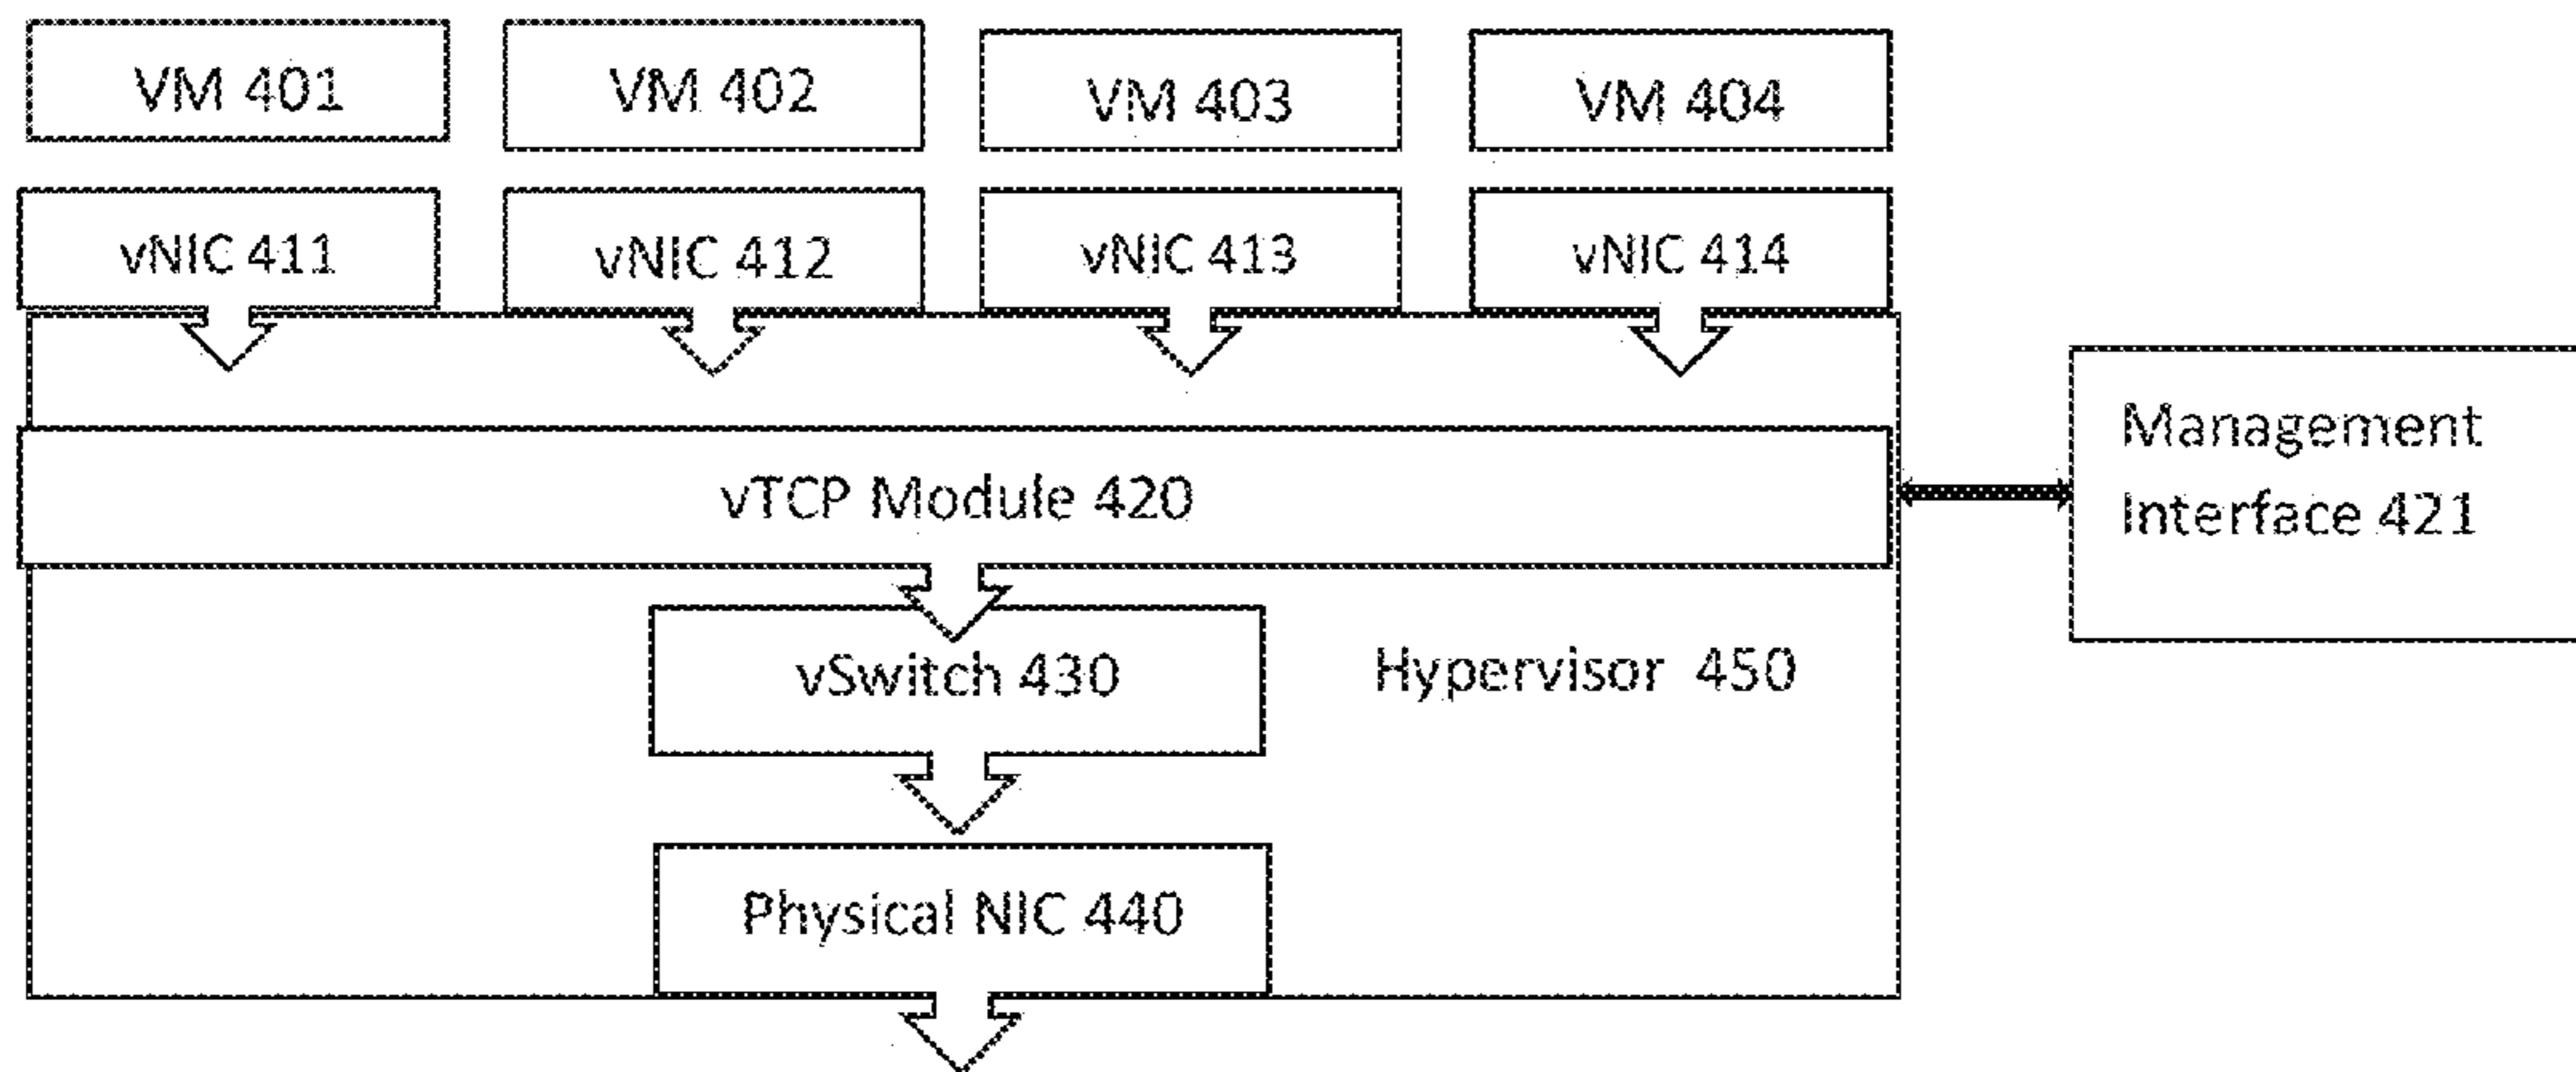 VM 401
VM 402
VM 403
VM 404
vNIC 411
vNIC 412
vNIC 413
vNIC 414
vTCP Module 420
Management
Interface 421
vSwitch 430
Hypervisor 450
Physical NIC 440